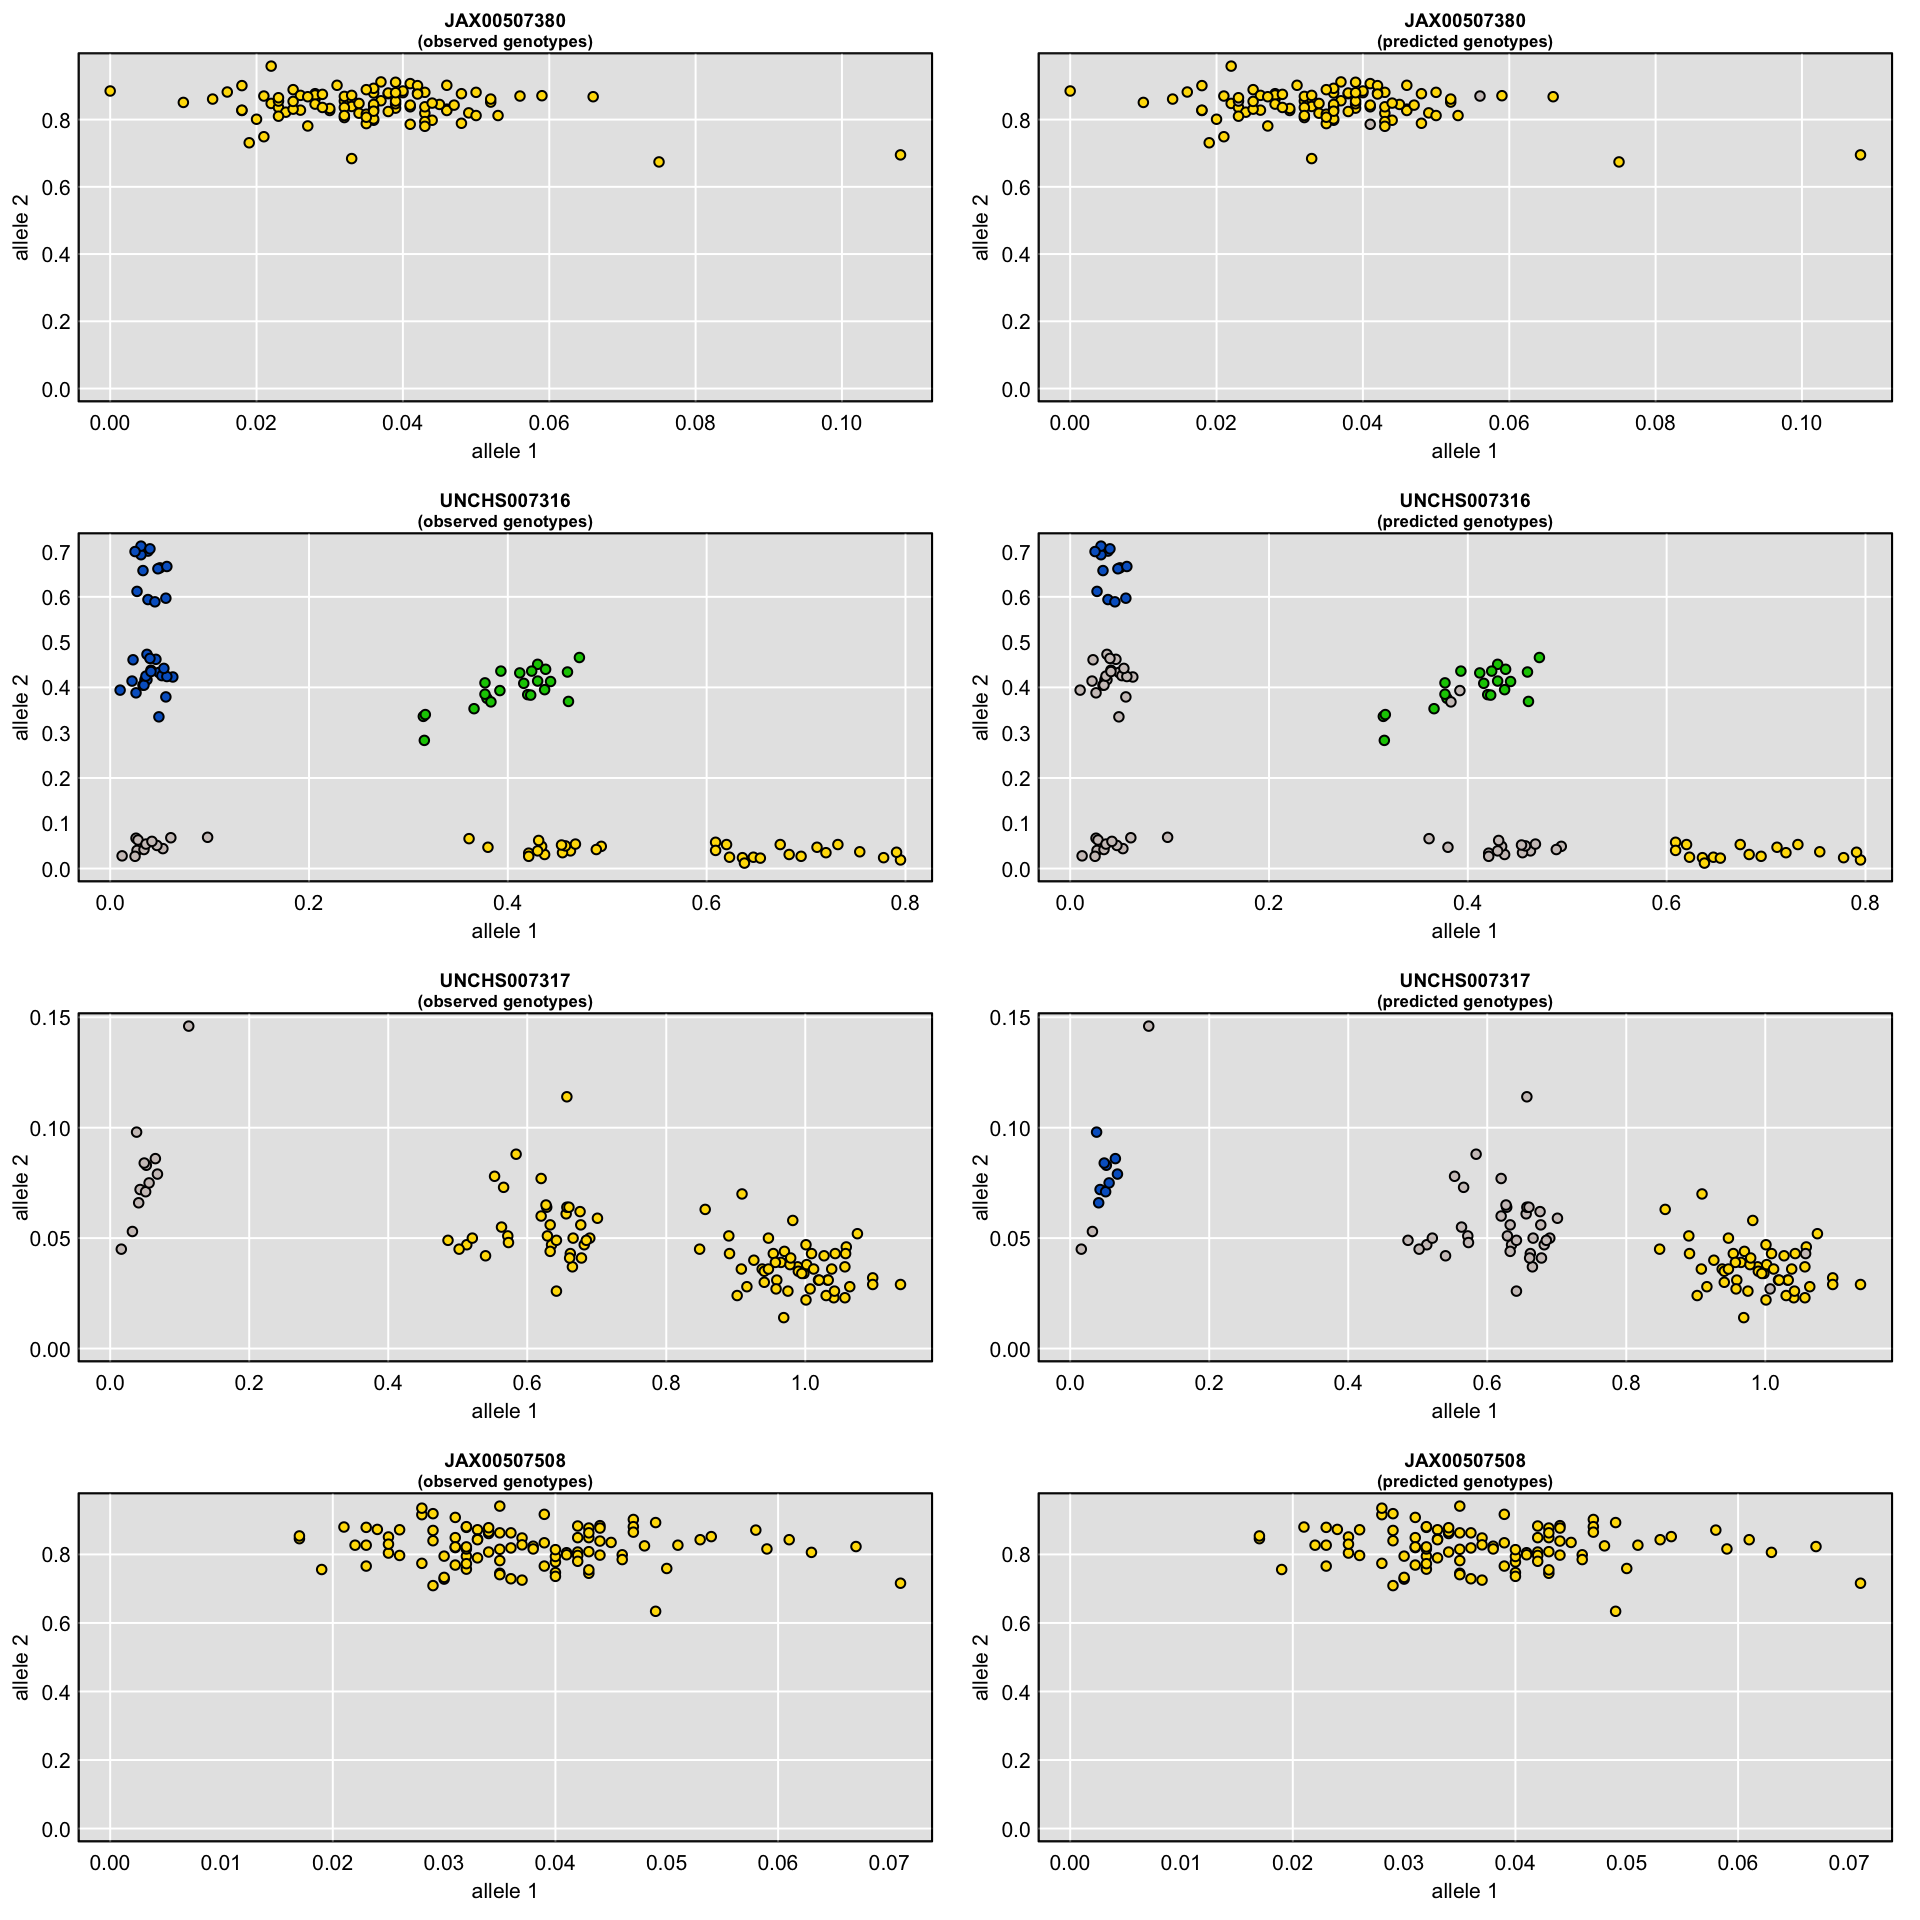 JAX00507380
(observed genotypes)
allele 2
0.8
0.6
0.4
0.2
0.0
0.00 0.02 0.04 0.06 0.08 0.10
allele 1
JAX00507380
(predicted genotypes)
allele 2
0.8
0.6
0.4
0.2
0.0
0.00 0.02 0.04 0.06 0.08 0.10
allele 1
UNCHS007316
(observed genotypes)
allele 2
0.7
0.6
0.5
0.4
0.3
0.2
0.1
0.0
0.0 0.2 0.4 0.6 0.8
allele 1
UNCHS007316
(predicted genotypes)
allele 2
0.7
0.6
0.5
0.4
0.3
0.2
0.1
0.0
0.0 0.2 0.4 0.6 0.8
allele 1
UNCHS007317
(observed genotypes)
allele 2
0.15
0.10
0.05
0.00
0.0 0.2 0.4 0.6 0.8 1.0
allele 1
UNCHS007317
(predicted genotypes)
allele 2
0.15
0.10
0.05
0.00
0.0 0.2 0.4 0.6 0.8 1.0
allele 1
JAX00507508
(observed genotypes)
allele 2
0.8
0.6
0.4
0.2
0.0
0.00 0.01 0.02 0.03 0.04 0.05 0.06 0.07
allele 1
JAX00507508
(predicted genotypes)
allele 2
0.8
0.6
0.4
0.2
0.0
0.00 0.01 0.02 0.03 0.04 0.05 0.06 0.07
allele 1